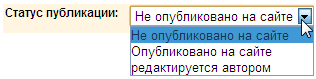 Статус публикации: Не опубликовано на сайте
Не опубликовано на сайте
Опубликовано на сайте
редактируется автором